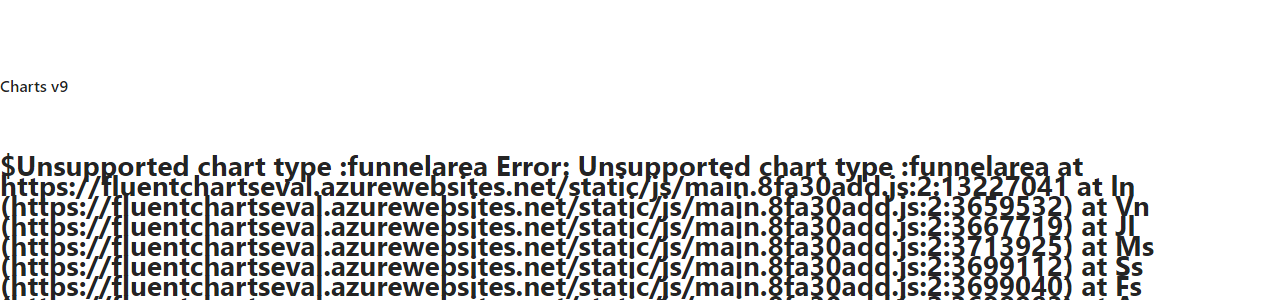 Charts v9
$Unsupported chart type :funnelarea Error: Unsupported chart type :funnelarea at
https://fluentchartseval.azurewebsites.net/static/js/main.8fa30add.js:2:13227041 at ln
(https://fluentchartseval.azurewebsites.net/static/js/main.8fa30add.js:2:3659532) at Vn
(https://fluentchartseval.azurewebsites.net/static/js/main.8fa30add.js:2:3667719) at Jl
(https://fluentchartseval.azurewebsites.net/static/js/main.8fa30add.js:2:3713925) at Ms
(https://fluentchartseval.azurewebsites.net/static/js/main.8fa30add.js:2:3699112) at Ss
(https://fluentchartseval.azurewebsites.net/static/js/main.8fa30add.js:2:3699040) at Es